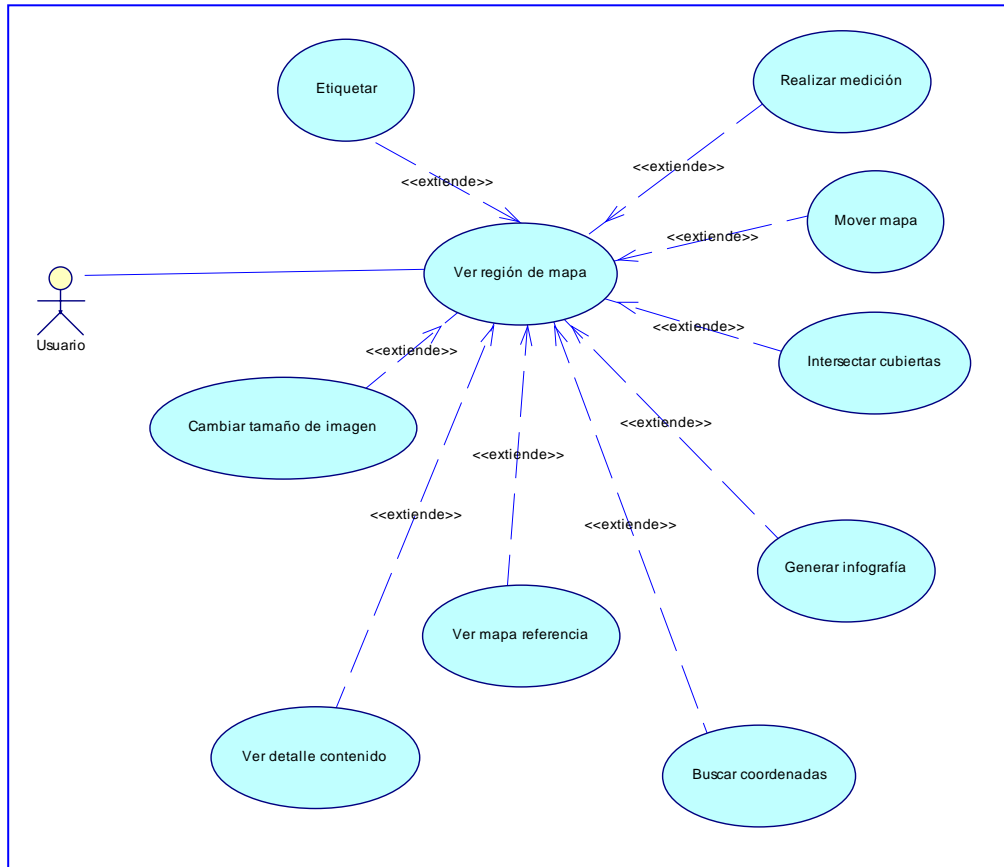 Etiquetar
Realizar medición
<<extiende>>
<<extiende>>
Mover mapa
<<extiende>>
Ver región de mapa
Usuario
<<extiende>>
<<extiende>>
Intersectar cubiertas
Cambiar tamaño de imagen
<<extiende>>
<<extiende>>
<<extiende>>
<<extiende>>
Generar infografía
Ver mapa referencia
Ver detalle contenido
Buscar coordenadas